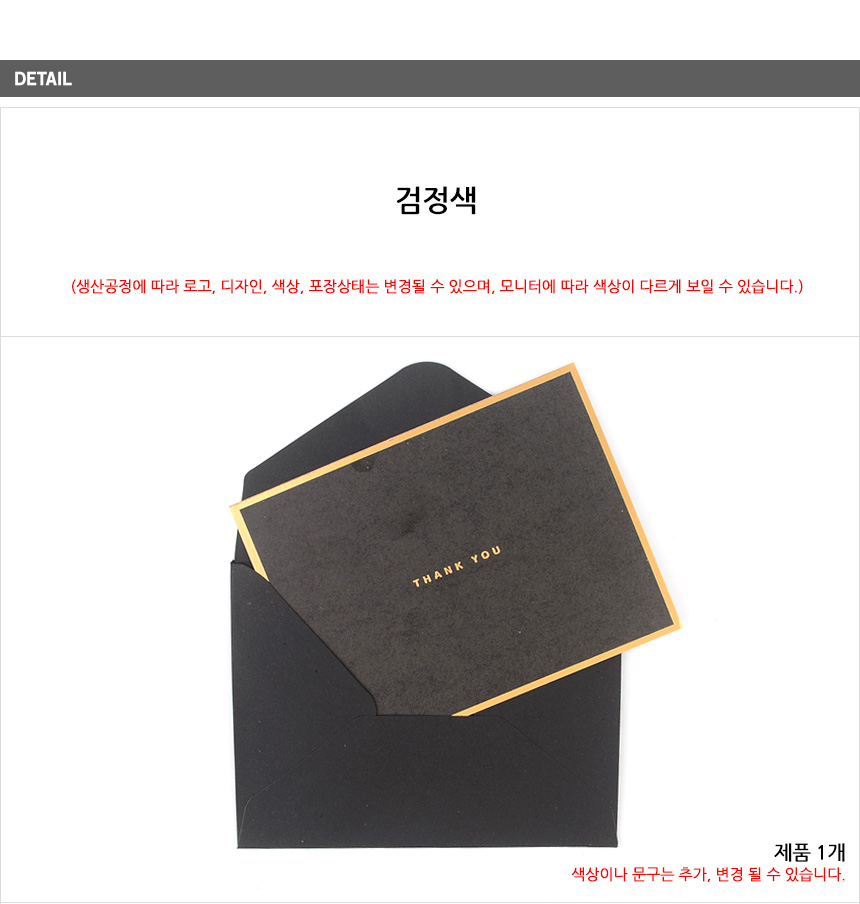 DETAIL
검정색
(생산공정에 따라 로고, 디자인, 색상, 포장상태는 변경될 수 있으며, 모니터에 따라 색상이 다르게 보일 수 있습니다.)
THANK YOU
제품 1개
색상이나 문구는 추가, 변경 될 수 있습니다.